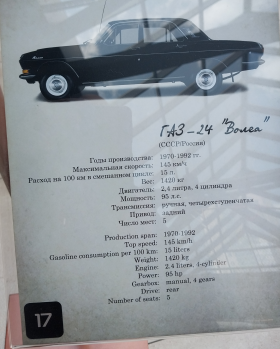 ГАЗ-24 "Волга"
(СССР/Россия)
Годы производства: 1970-1992 гг.
Максимальная скорость: 145 км/ч
Расход на 100 км в смешанном цикле: 13 л.
Вес: 1420 кг
Двигатель: 2,4 литра, 4 цилиндра
Мощность: 95 л.с.
Трансмиссия: ручная, четырехступенчатая
Привод: задний
Число мест: 5
Production span: 1970-1992
Top speed: 145 km/h
Gasoline consumption per 100 km: 13 liters
Weight: 1420 kg
Engine: 2.4 liters, 4-cylinder
Power: 95 hp
Gearbox: manual, 4 gears
Drive: rear
Number of seats: 5
17